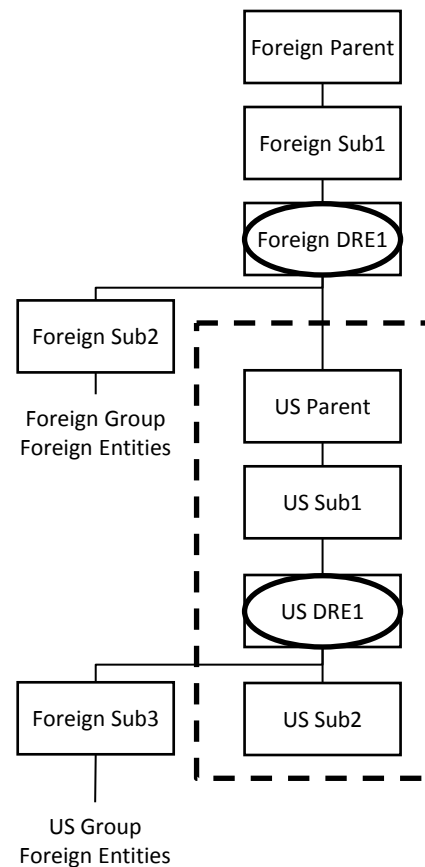 Foreign Parent
Foreign Sub1
Foreign DRE1
Foreign Sub2
Foreign Group
Foreign Entities
US Parent
US Sub1
US DRE1
Foreign Sub3
US Sub2
US Group
Foreign Entities